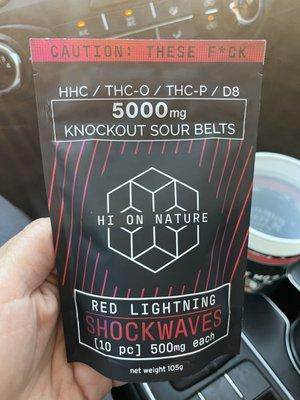 CAUTION: THESE F*CK
HHC / THC-O / THC-P / D8
5000mg
KNOCKOUT SOUR BELTS
HI ON NATURE
RED LIGHTNING
SHOCKWAVES
[10 pc] 500mg each
net weight 105g